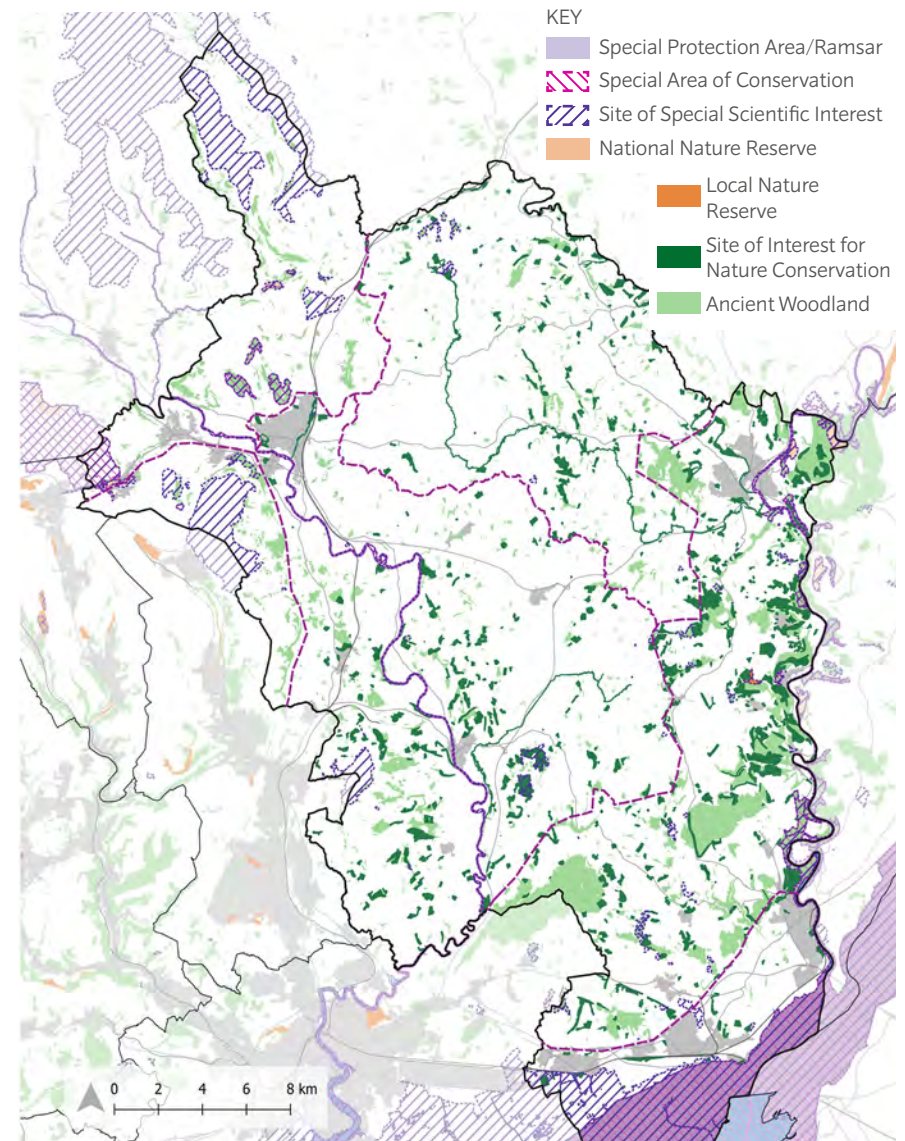 KEY
Special Protection Area/Ramsar
Special Area of Conservation
Site of Special Scientific Interest
National Nature Reserve
Local Nature
Reserve
Site of Interest for
Nature Conservation
Ancient Woodland
0 2 4 6 8 km